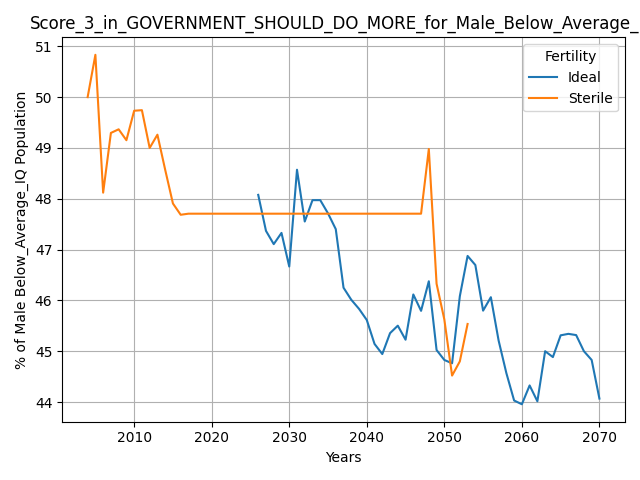 Score_3_in_GOVERNMENT_SHOULD_DO_MORE_for_Male_Below_Average_
% of Male Below_Average_IQ Population
51
50
49
48
47
46
45
44
Fertility
Ideal
Sterile
2010 2020 2030 2040 2050 2060 2070
Years